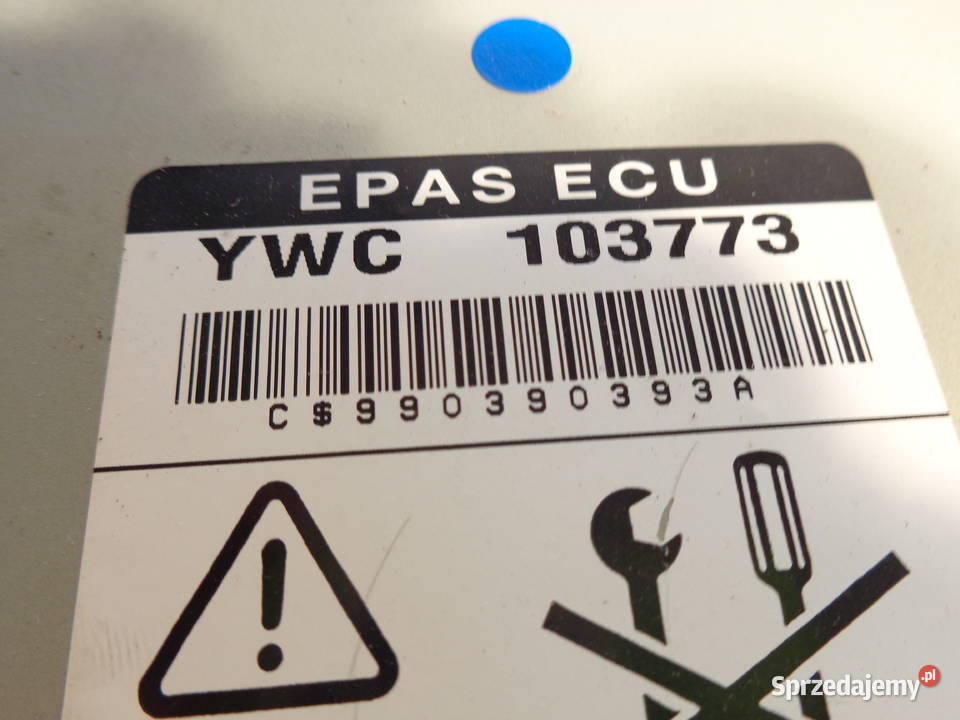 EPAS ECU
YWC 103773
C$990390393A
Sprzedajemy.pl